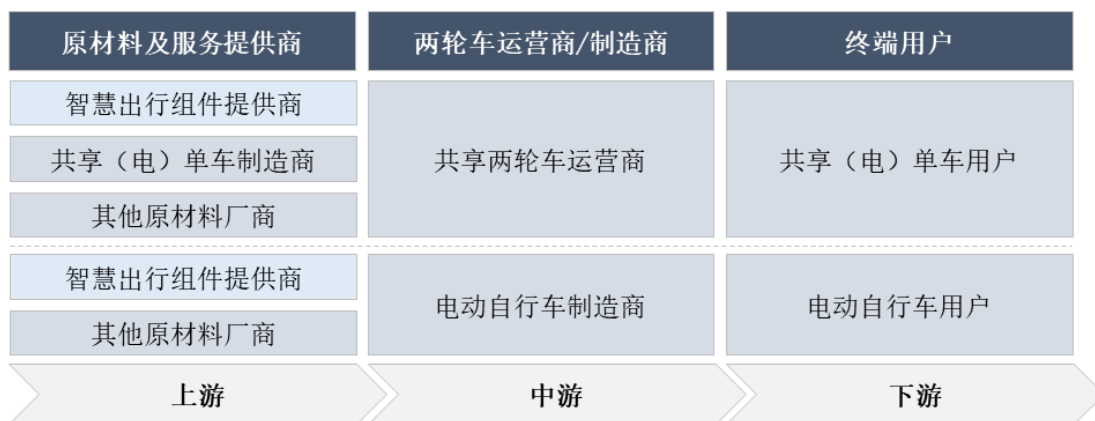 原材料及服务提供商
两轮车运营商/制造商
终端用户
智慧出行组件提供商
共享（电）单车制造商
其他原材料厂商
共享两轮车运营商
共享（电）单车用户
智慧出行组件提供商
其他原材料厂商
电动自行车制造商
电动自行车用户
上游
中游
下游